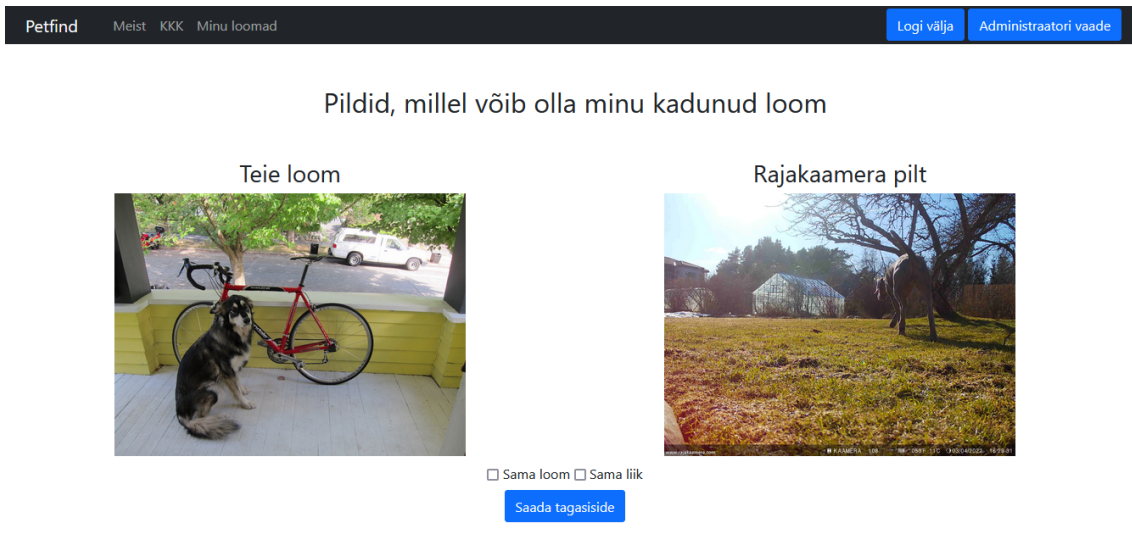 Petfind Meist KKK Minu loomad Logi välja Administraatori vaade
Pildid, millel võib olla minu kadunud loom
Teie loom
Rajakaamera pilt
KAAMERA
Sama loom Sama liik
Saada tagasiside